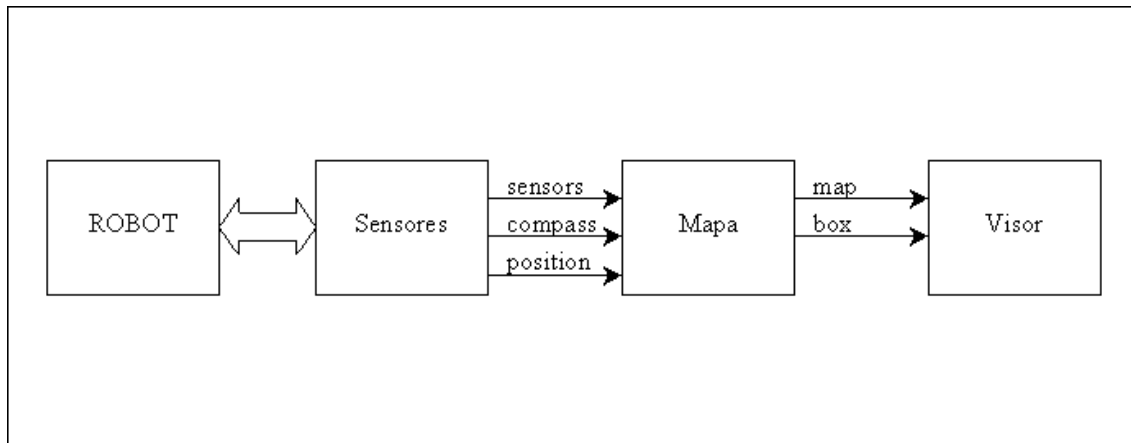 ROBOT
Sensores
sensors
compass
position
Mapa
map
box
Visor